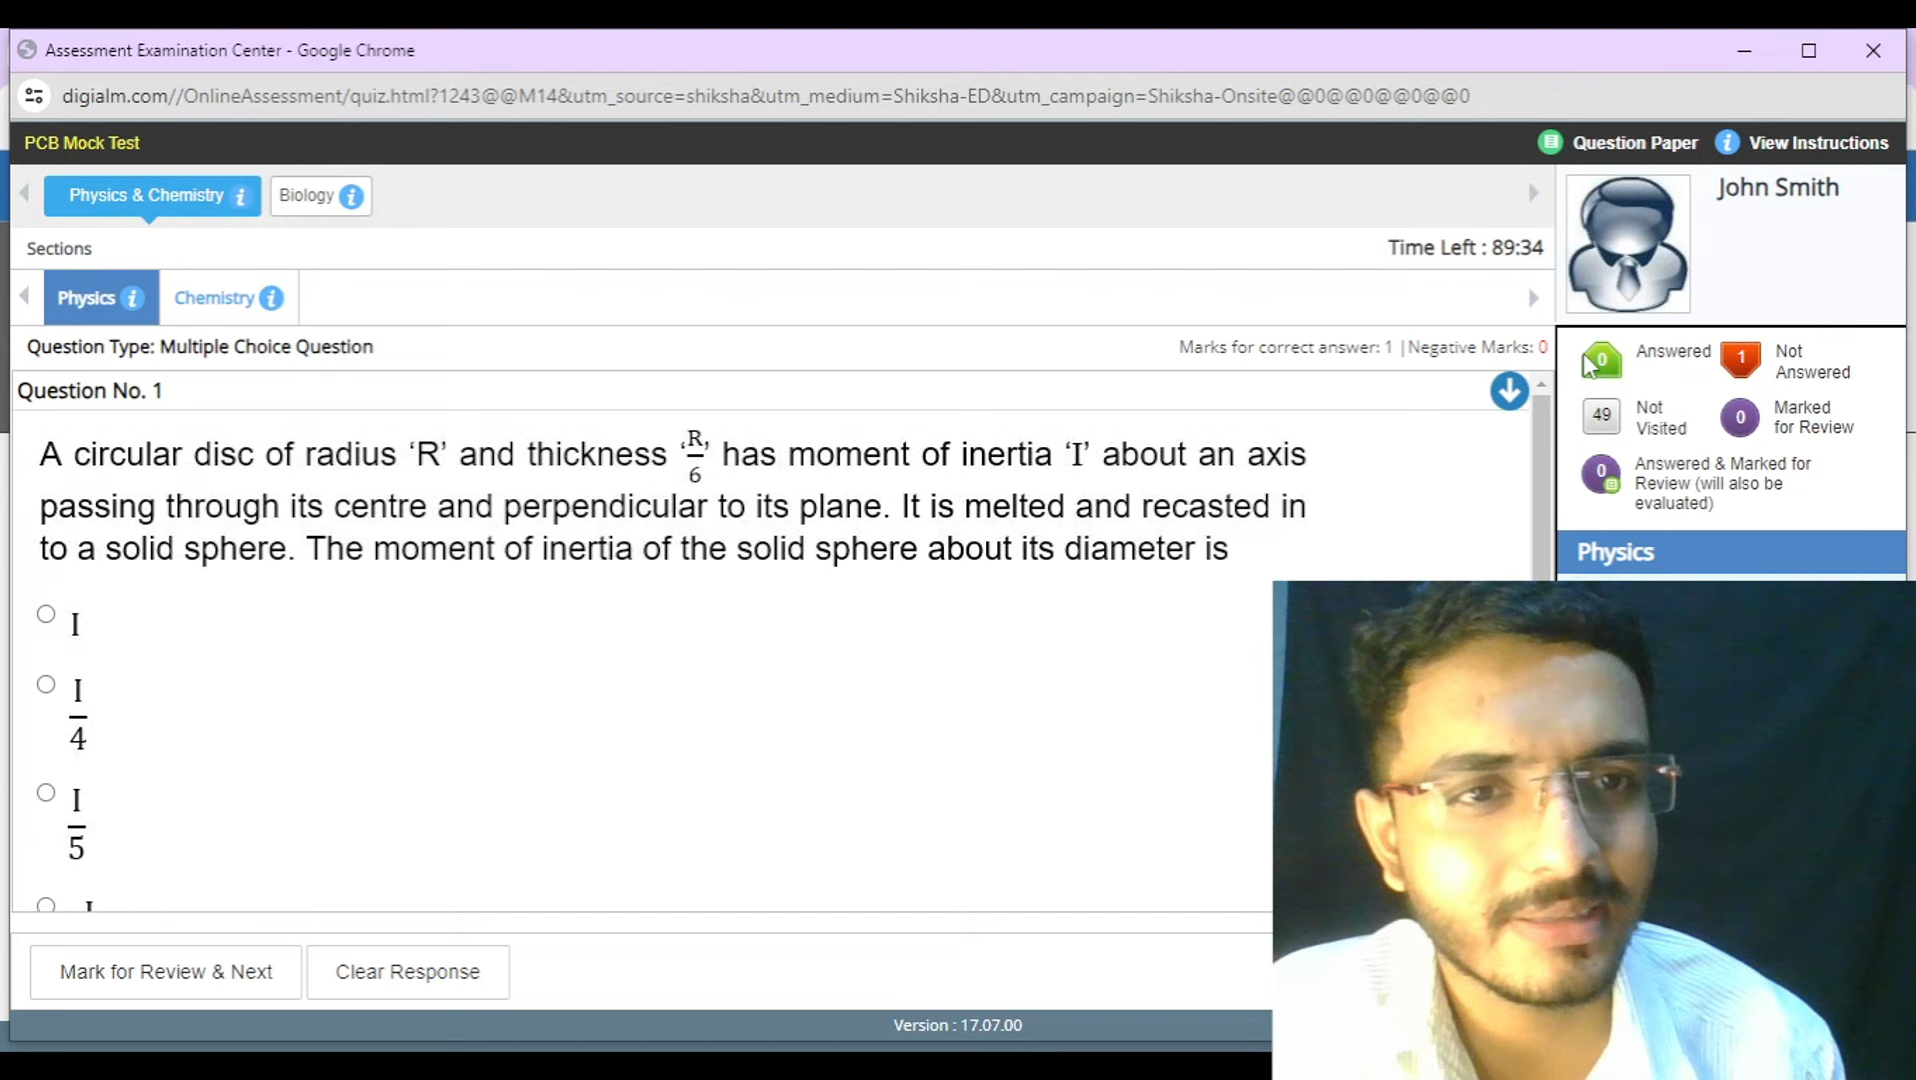 Assessment Examination Center - Google Chrome
digialm.com//OnlineAssessment/quiz.html?1243@@M14&utm_source=shiksha&utm_medium=Shiksha-ED&utm_campaign=Shiksha-Onsite@@0@@0@@0@@0
PCB Mock Test
Question Paper
View Instructions
Physics & Chemistry i
Biology i
John Smith
Sections
Time Left : 89:34
Physics i
Chemistry i
Question Type: Multiple Choice Question
Marks for correct answer: 1 |Negative Marks: 0
0 Answered
1 Not Answered
49 Not Visited
0 Marked for Review
0 Answered & Marked for
Review (will also be
evaluated)
Physics
Question No. 1
A circular disc of radius ‘R’ and thickness ‘R/6’ has moment of inertia ‘I’ about an axis
passing through its centre and perpendicular to its plane. It is melted and recasted in
to a solid sphere. The moment of inertia of the solid sphere about its diameter is
I
I/4
I/5
Mark for Review & Next
Clear Response
Version : 17.07.00